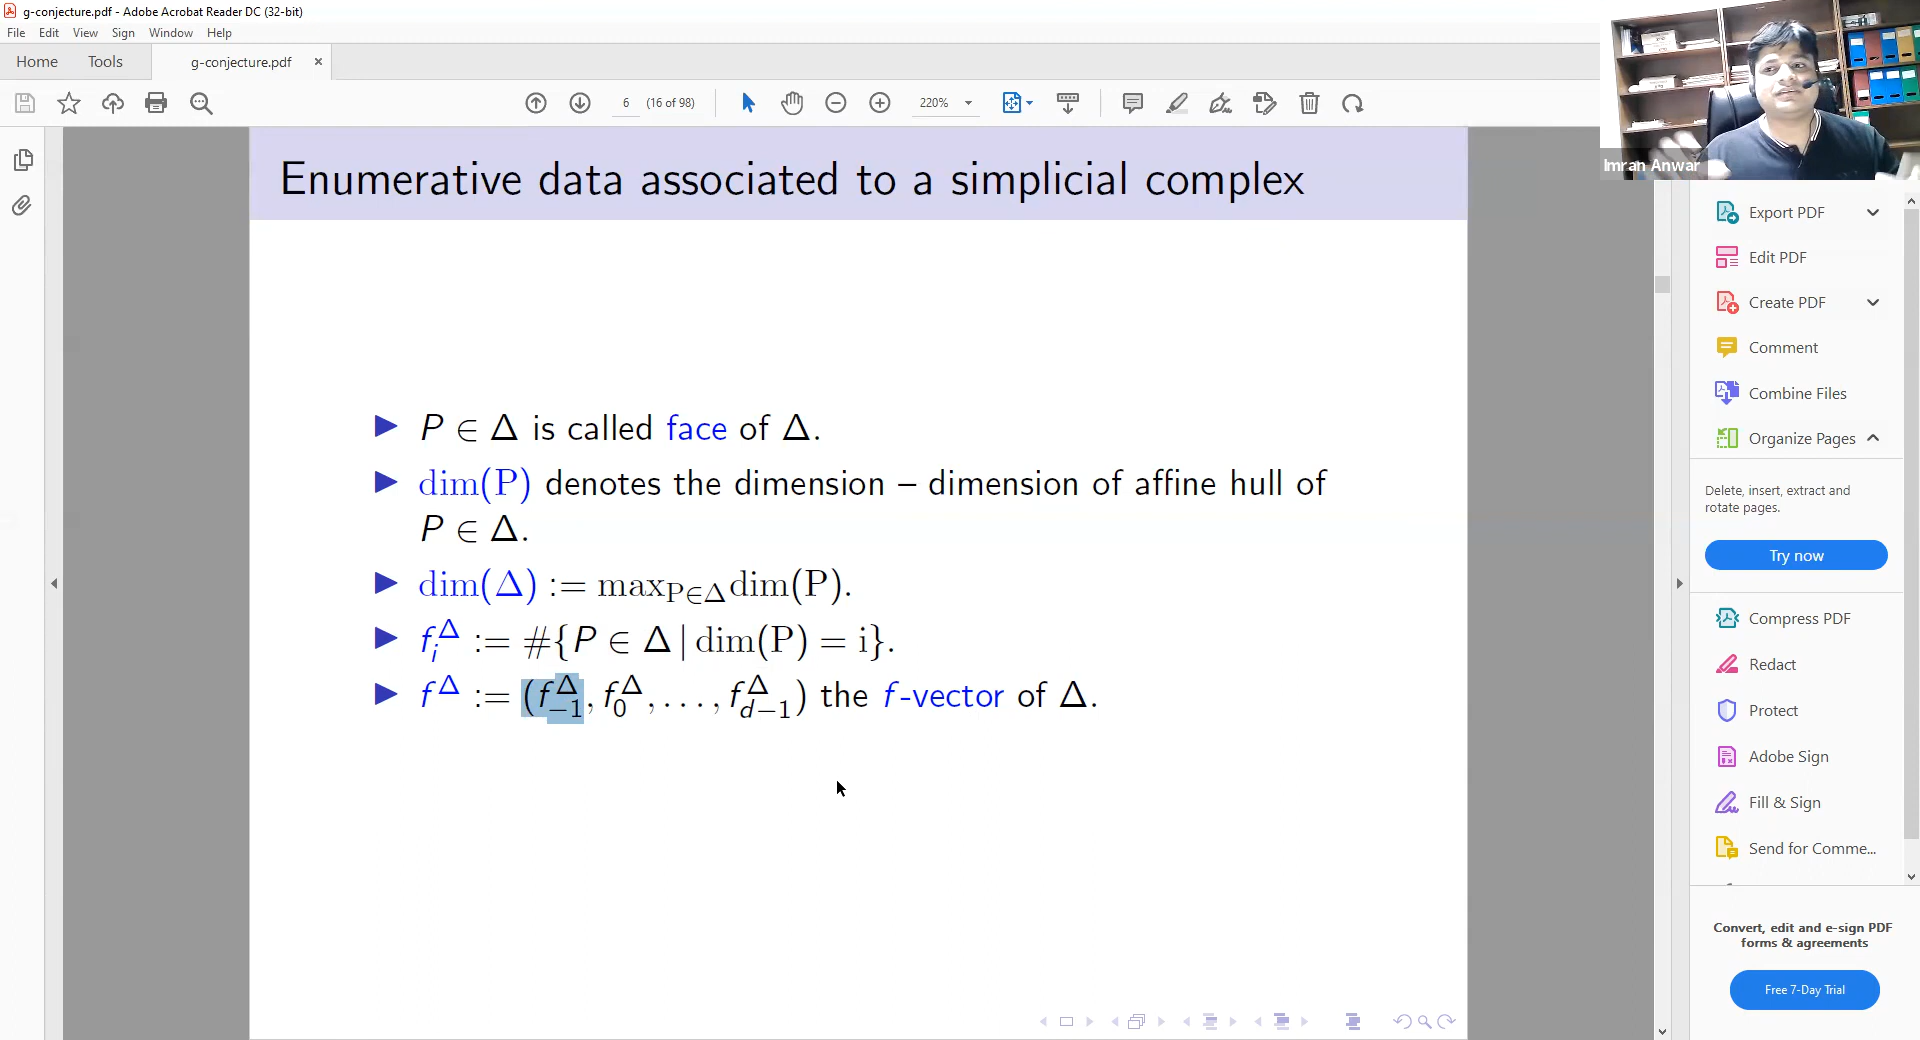 g-conjecture.pdf - Adobe Acrobat Reader DC (32-bit)
File Edit View Sign Window Help
Home Tools g-conjecture.pdf ×
6 (16 of 98) 220%
Imran Anwar
Enumerative data associated to a simplicial complex
▶ P ∈ Δ is called face of Δ.
▶ dim(P) denotes the dimension – dimension of affine hull of
P ∈ Δ.
▶ dim(Δ) := max_{P∈Δ} dim(P).
▶ f_i^Δ := #{P ∈ Δ | dim(P) = i}.
▶ f^Δ := (f_{-1}^Δ, f_0^Δ, . . . , f_{d-1}^Δ) the f-vector of Δ.
Export PDF
Edit PDF
Create PDF
Comment
Combine Files
Organize Pages
Delete, insert, extract and
rotate pages.
Try now
Compress PDF
Redact
Protect
Adobe Sign
Fill & Sign
Send for Comme...
Convert, edit and e-sign PDF
forms & agreements
Free 7-Day Trial